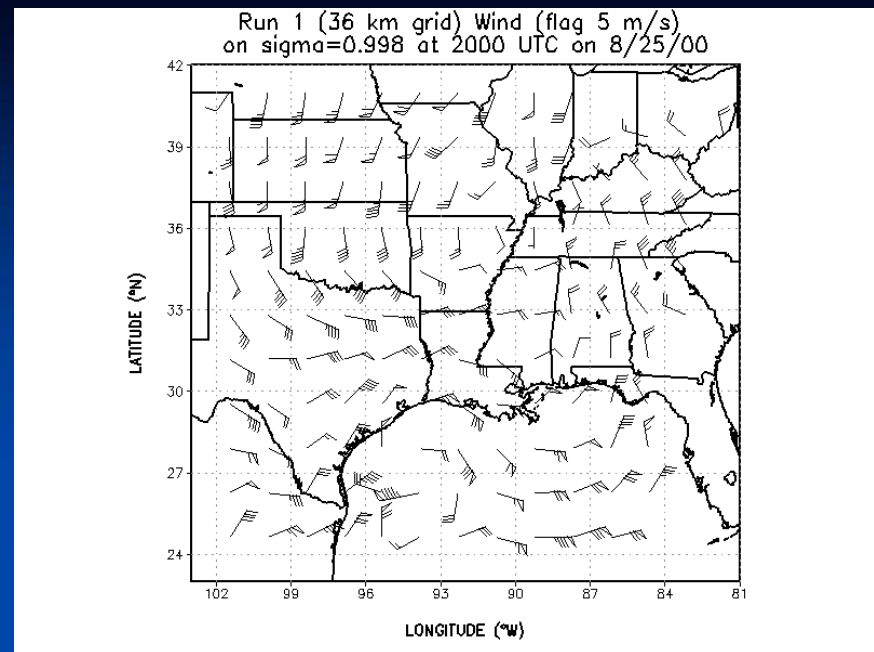 Run 1 (36 km grid) Wind (flag 5 m/s)
on sigma=0.998 at 2000 UTC on 8/25/00
42
39
36
33
30
27
24
LATITUDE (°N)
102 99 96 93 90 87 84 81
LONGITUDE (°W)